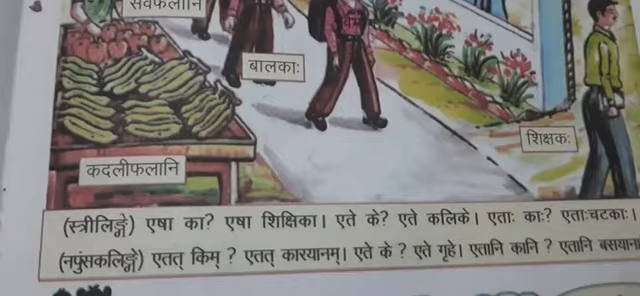 सेवफलानि
बालकाः
शिक्षकः
कदलीफलानि
(स्त्रीलिङ्गे) एषा का? एषा शिक्षिका। एते के? एते कलिके। एताः काः? एताःचटकाः।
(नपुंसकलिङ्गे) एतत् किम् ? एतत् कारयानम्। एते के ? एते गृहे। एतानि कानि ? एतानि बसयाना